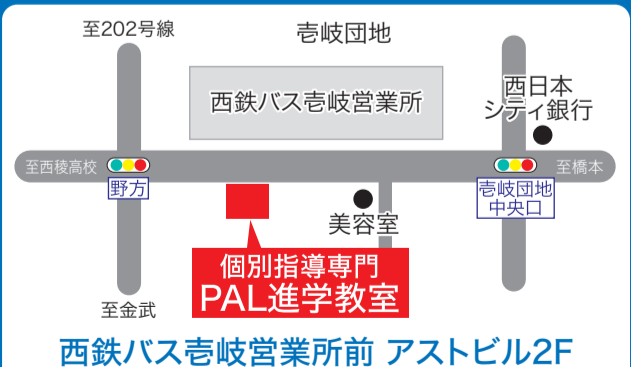 至202号線
壱岐団地
西鉄バス壱岐営業所
西日本
シティ銀行
至西稜高校
至橋本
野方
壱岐団地
中央口
美容室
個別指導専門
PAL進学教室
至金武
西鉄バス壱岐営業所前 アストビル2F